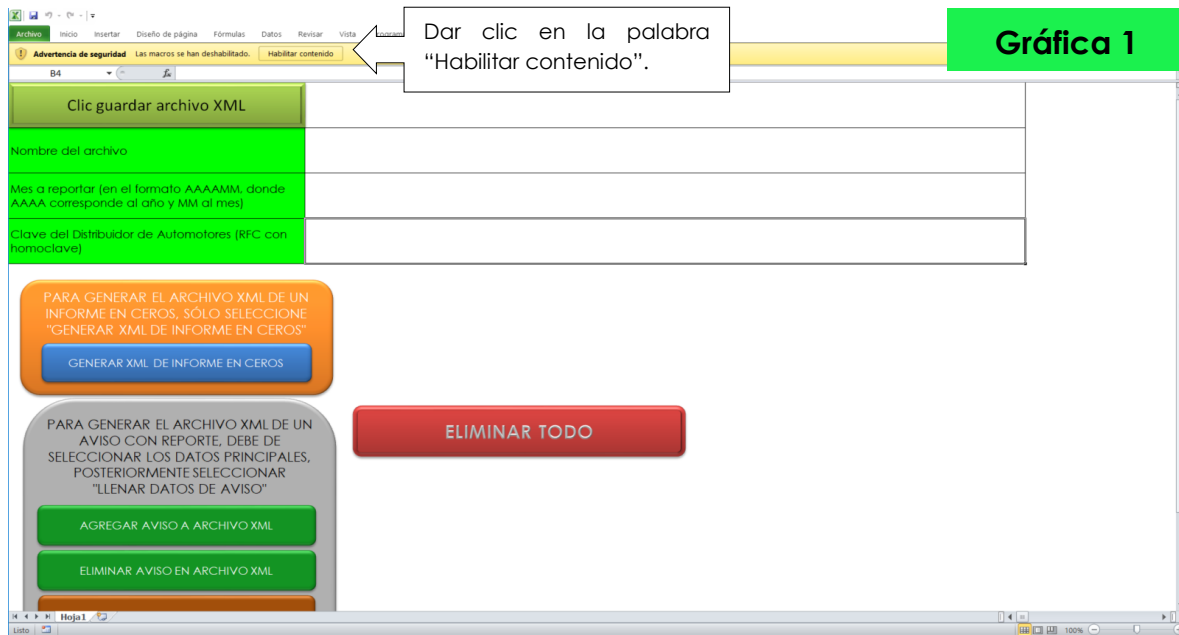 Archivo Inicio Insertar Diseño de página Fórmulas Datos Revisar Vista
Dar clic en la palabra
“Habilitar contenido”.
Gráfica 1
Advertencia de seguridad Las macros se han deshabilitado. Habilitar contenido
B4 fx
Clic guardar archivo XML
Nombre del archivo
Mes a reportar (en el formato AAAAMM, donde
AAAA corresponde al año y MM al mes)
Clave del Distribuidor de Automotores (RFC con
homoclave)
PARA GENERAR EL ARCHIVO XML DE UN
INFORME EN CEROS, SÓLO SELECCIONE
"GENERAR XML DE INFORME EN CEROS"
GENERAR XML DE INFORME EN CEROS
PARA GENERAR EL ARCHIVO XML DE UN
AVISO CON REPORTE, DEBE DE
SELECCIONAR LOS DATOS PRINCIPALES,
POSTERIORMENTE SELECCIONAR
"LLENAR DATOS DE AVISO"
ELIMINAR TODO
AGREGAR AVISO A ARCHIVO XML
ELIMINAR AVISO EN ARCHIVO XML
Hoja1
Listo 100%